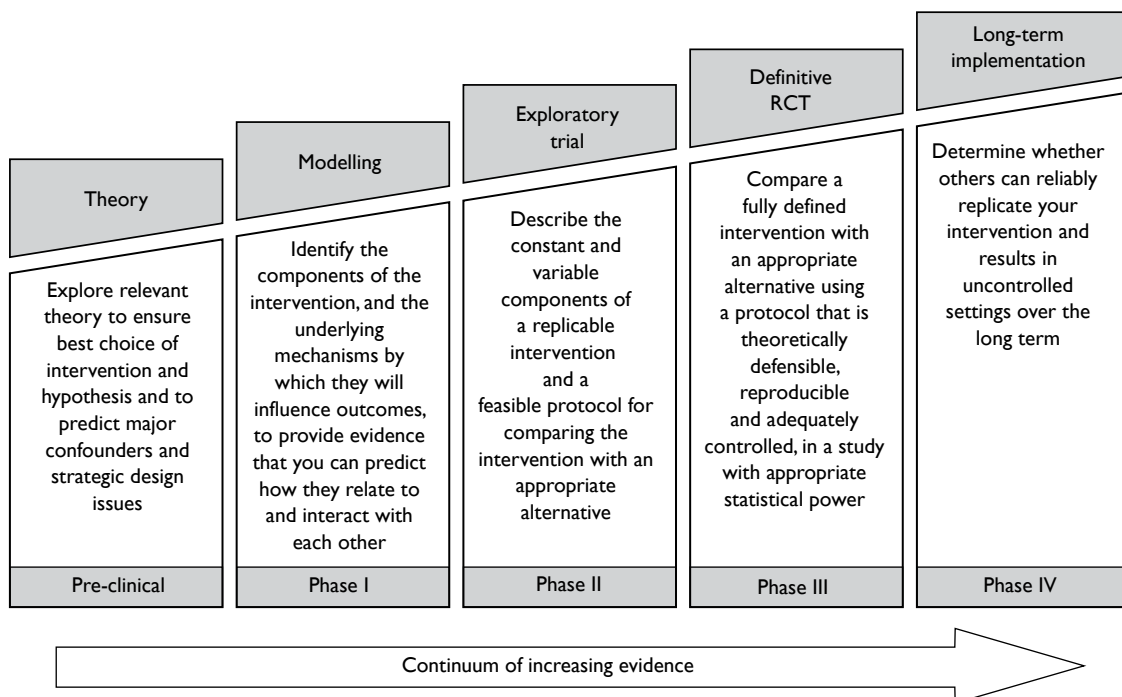 Theory
Explore relevant
theory to ensure
best choice of
intervention and
hypothesis and to
predict major
confounders and
strategic design
issues
Pre-clinical
Modelling
Identify the
components of the
intervention, and the
underlying
mechanisms by
which they will
influence outcomes,
to provide evidence
that you can predict
how they relate to
and interact with
each other
Phase I
Exploratory
trial
Describe the
constant and
variable
components of
a replicable
intervention
and a
feasible protocol for
comparing the
intervention with an
appropriate
alternative
Phase II
Definitive
RCT
Compare a
fully defined
intervention with
an appropriate
alternative using
a protocol that is
theoretically
defensible,
reproducible
and adequately
controlled, in a study
with appropriate
statistical power
Phase III
Long-term
implementation
Determine whether
others can reliably
replicate your
intervention and
results in
uncontrolled
settings over the
long term
Phase IV
Continuum of increasing evidence